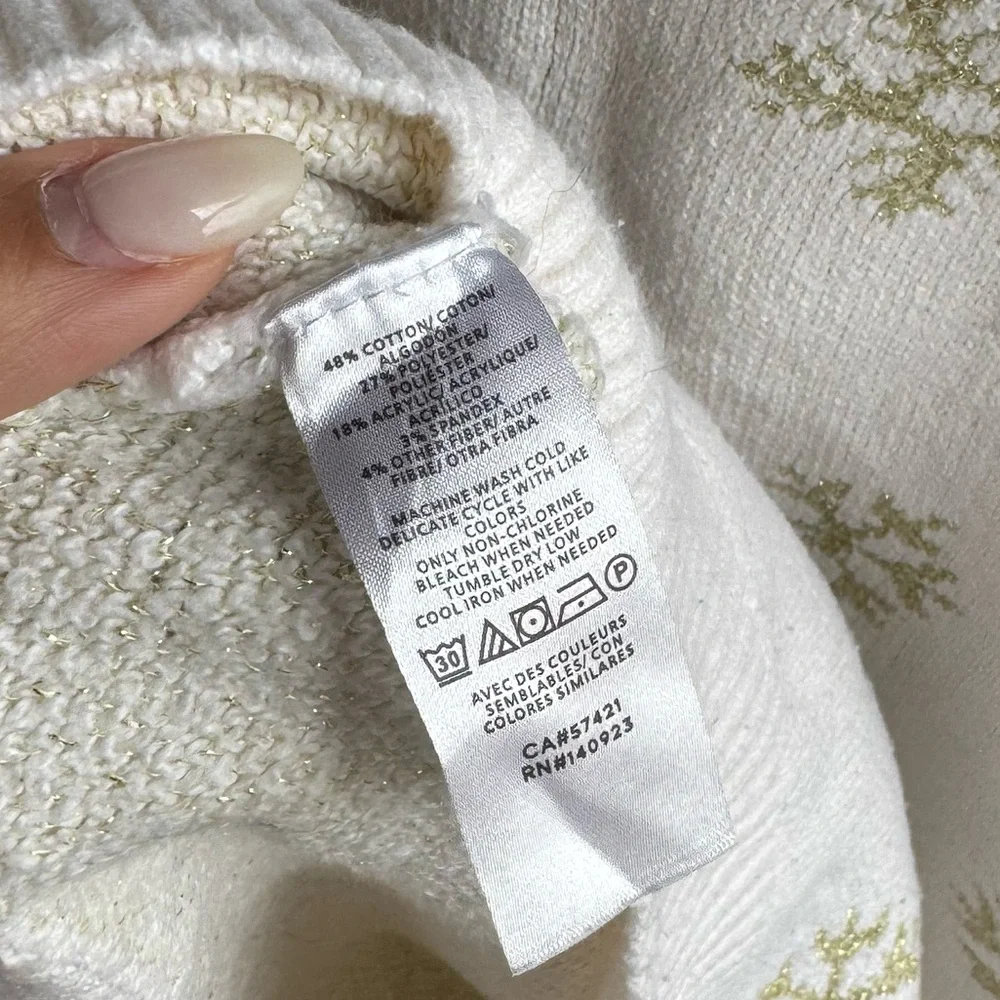 48% COTTON/ COTON/
ALGODÓN
27% POLYESTER/
POLIESTER
18% ACRYLIC/ ACRYLIQUE/
ACRÍLICO
3% SPANDEX
4% OTHER FIBER/ AUTRE
FIBRE/ OTRA FIBRA
MACHINE WASH COLD
DELICATE CYCLE WITH LIKE
COLORS
ONLY NON-CHLORINE
BLEACH WHEN NEEDED
TUMBLE DRY LOW
COOL IRON WHEN NEEDED
30 P
AVEC DES COULEURS
SEMBLABLES/ CON
COLORES SIMILARES
CA#57421
RN#140923